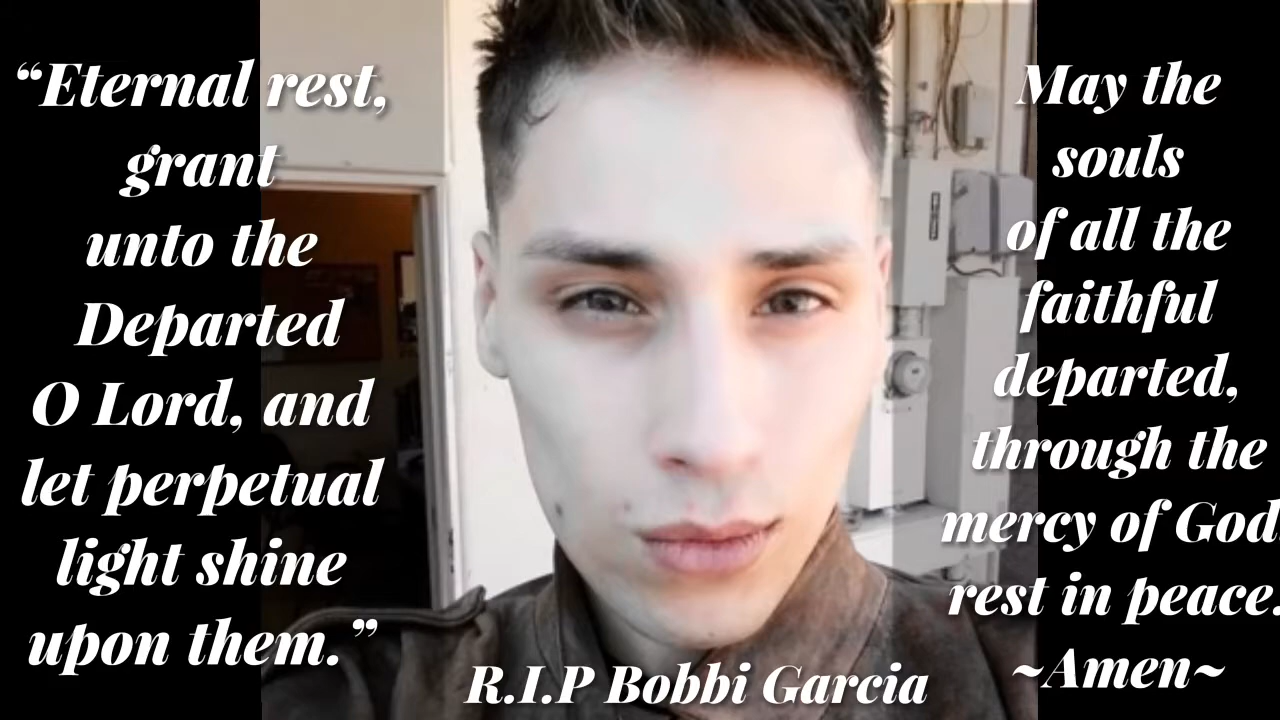 “Eternal rest,
grant
unto the
Departed
O Lord, and
let perpetual
light shine
upon them.”
May the
souls
of all the
faithful
departed,
through the
mercy of God,
rest in peace.
~Amen~
R.I.P Bobbi Garcia